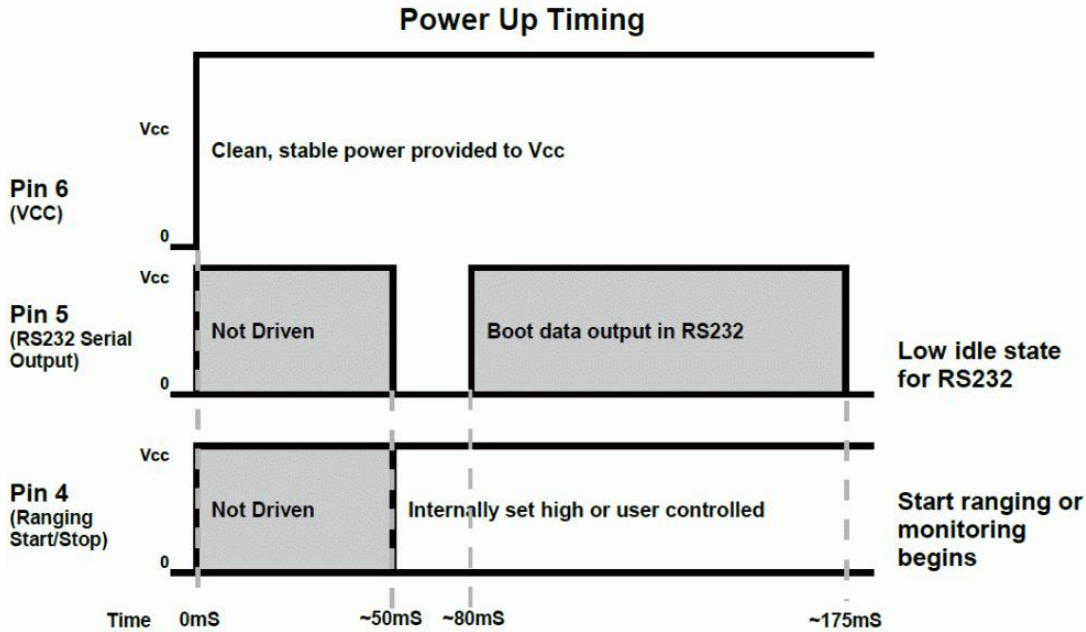 Power Up Timing
Vcc
Clean, stable power provided to Vcc
Pin 6
(VCC)
0
Vcc
Pin 5
(RS232 Serial
Output)
Not Driven
Boot data output in RS232
0
Low idle state
for RS232
Vcc
Pin 4
(Ranging
Start/Stop)
Not Driven
Internally set high or user controlled
0
Start ranging or
monitoring
begins
Time 0mS ~50mS ~80mS ~175mS